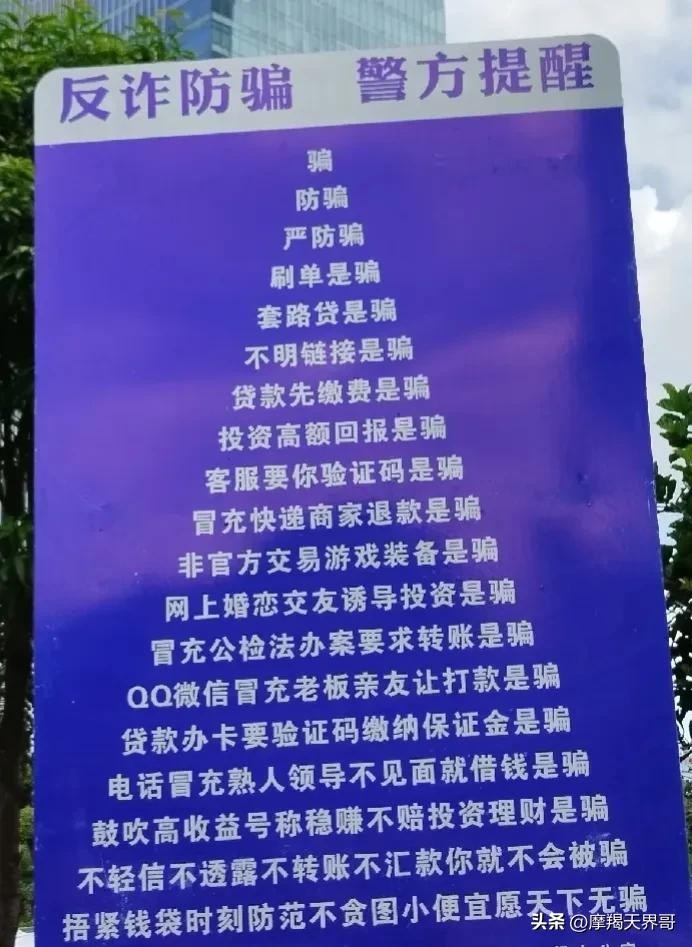 反诈防骗 警方提醒
骗
防骗
严防骗
刷单是骗
套路贷是骗
不明链接是骗
贷款先缴费是骗
投资高额回报是骗
客服要你验证码是骗
冒充快递商家退款是骗
非官方交易游戏装备是骗
网上婚恋交友诱导投资是骗
冒充公检法办案要求转账是骗
QQ微信冒充老板亲友让打款是骗
贷款办卡要验证码缴纳保证金是骗
电话冒充熟人领导不见面就借钱是骗
鼓吹高收益号称稳赚不赔投资理财是骗
不轻信不透露不转账不汇款你就不会被骗
捂紧钱袋时刻防范不贪图小便宜愿天下无骗
头条 @摩羯天界哥